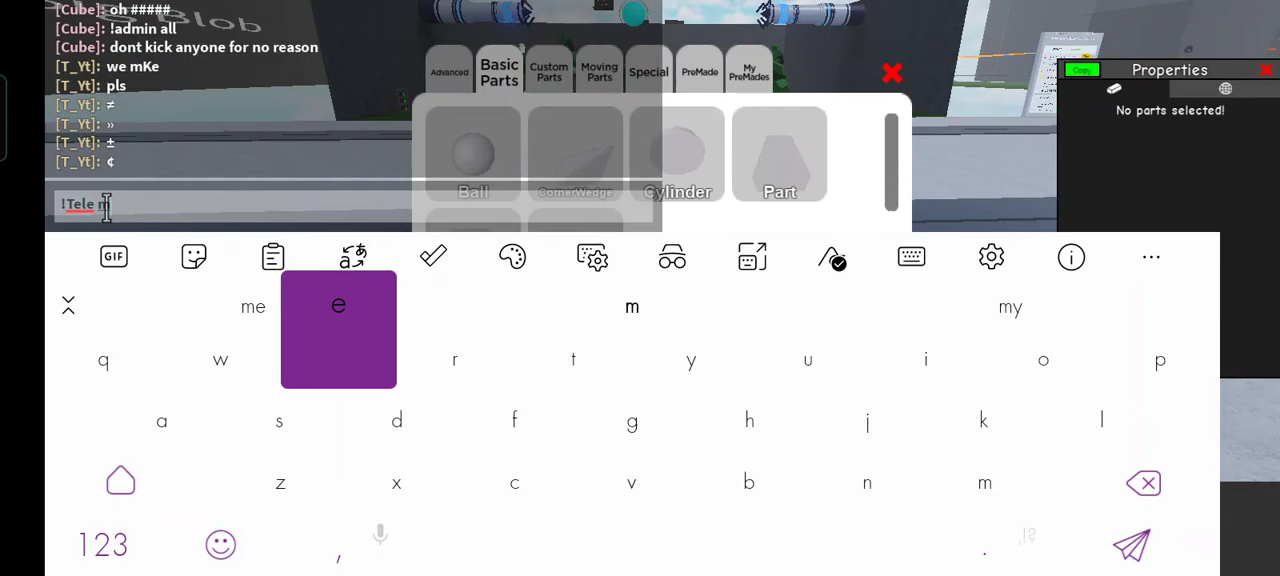 [Cube]: oh #####
Blob
[Cube]: !admin all
[Cube]: dont kick anyone for no reason
[T_Yt]: we mKe
[T_Yt]: pls
[T_Yt]: ≠
[T_Yt]: »
[T_Yt]: ±
[T_Yt]: ¢
!Tele m
Advanced
Basic Parts
Custom Parts
Moving Parts
Special
PreMade
My PreMades
Ball
CornerWedge
Cylinder
Part
Copy
Properties
No parts selected!
GIF
me
e
m
my
q w r t y u i o p
a s d f g h j k l
z x c v b n m
123 , . ,!?